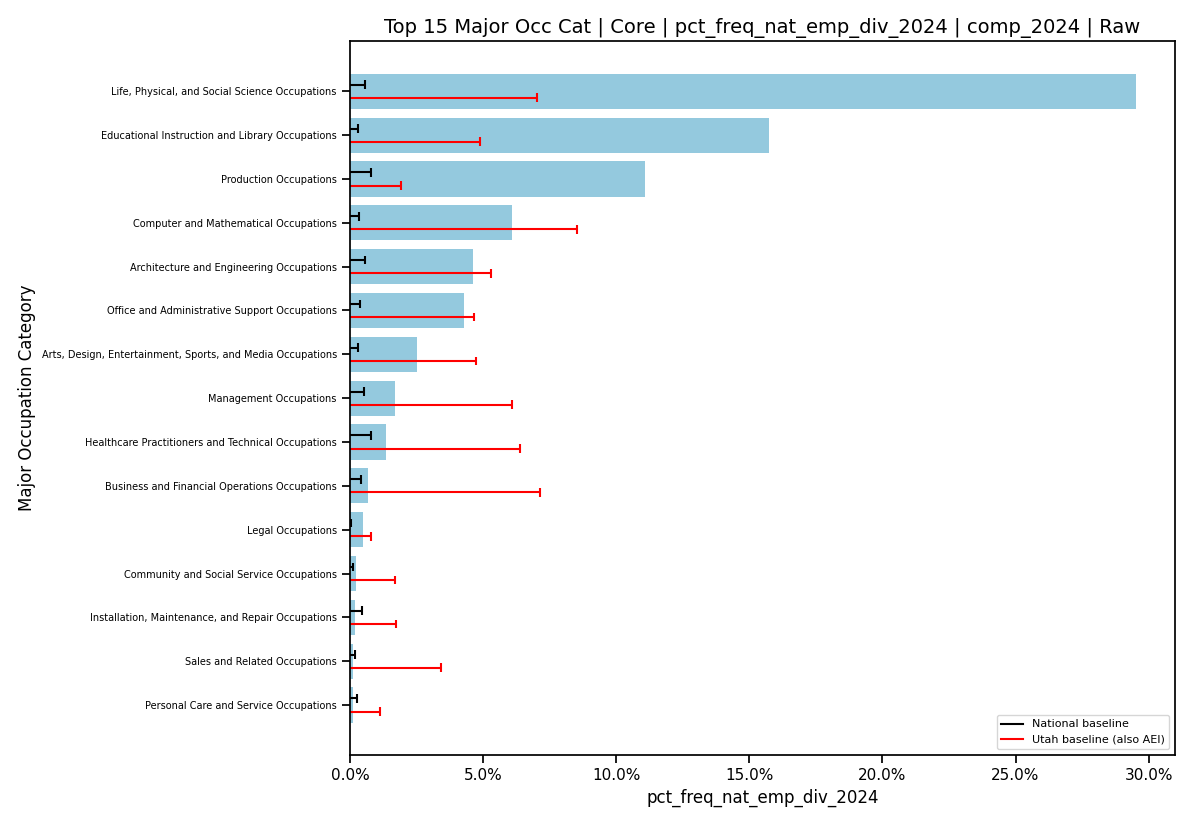 Top 15 Major Occ Cat | Core | pct_freq_nat_emp_div_2024 | comp_2024 | Raw
Major Occupation Category
Life, Physical, and Social Science Occupations
Educational Instruction and Library Occupations
Production Occupations
Computer and Mathematical Occupations
Architecture and Engineering Occupations
Office and Administrative Support Occupations
Arts, Design, Entertainment, Sports, and Media Occupations
Management Occupations
Healthcare Practitioners and Technical Occupations
Business and Financial Operations Occupations
Legal Occupations
Community and Social Service Occupations
Installation, Maintenance, and Repair Occupations
Sales and Related Occupations
Personal Care and Service Occupations
National baseline
Utah baseline (also AEI)
0.0% 5.0% 10.0% 15.0% 20.0% 25.0% 30.0%
pct_freq_nat_emp_div_2024